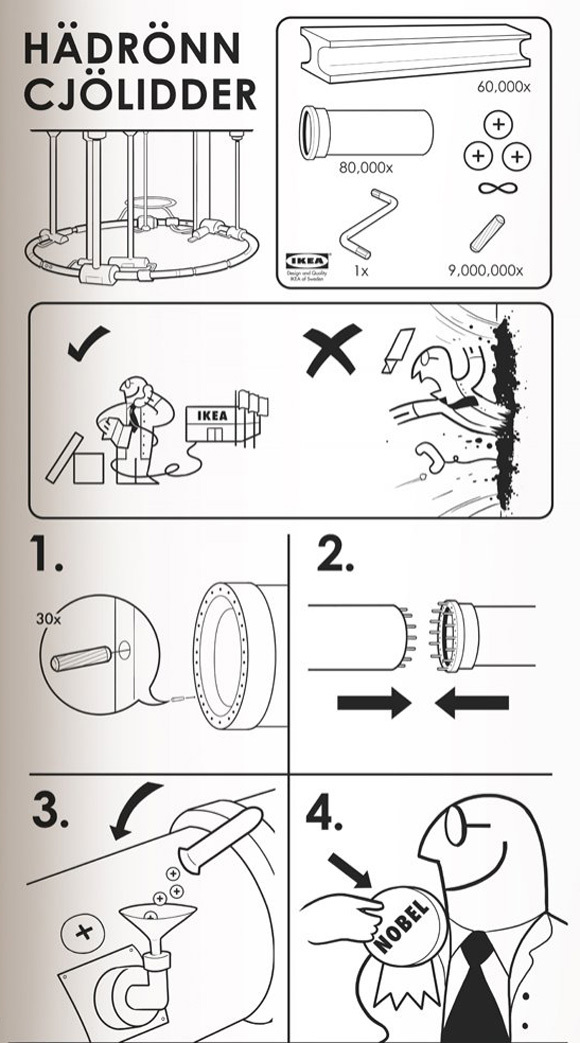 HÄDRÖNN
CJÖLIDDER
60,000x
80,000x
1x
9,000,000x
IKEA®
Design and Quality
IKEA of Sweden
IKEA
1.
30x
2.
3.
4.
NOBEL